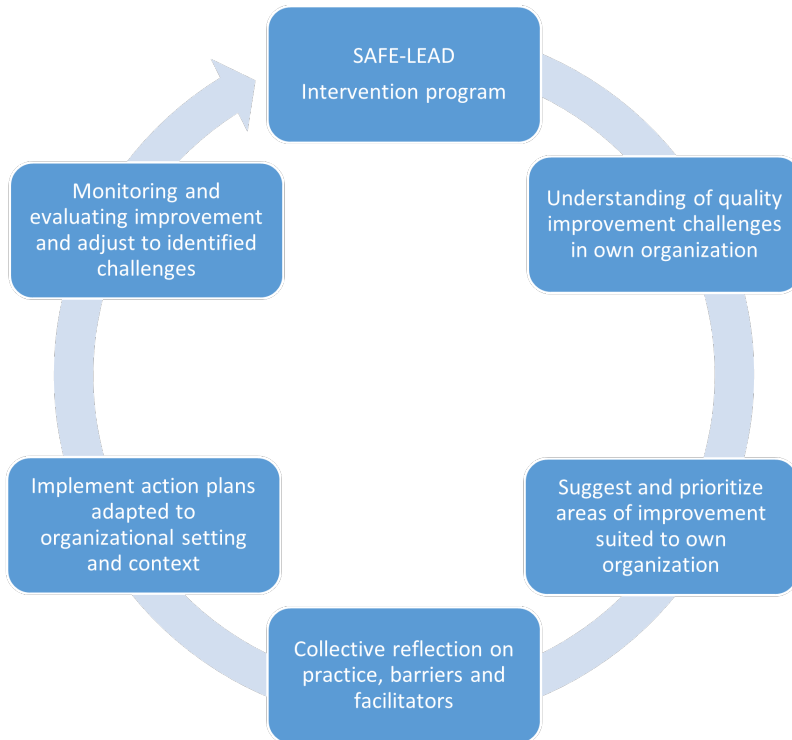 SAFE-LEAD
Intervention program
Understanding of quality
improvement challenges
in own organization
Suggest and prioritize
areas of improvement
suited to own
organization
Collective reflection on
practice, barriers and
facilitators
Implement action plans
adapted to
organizational setting
and context
Monitoring and
evaluating improvement
and adjust to identified
challenges